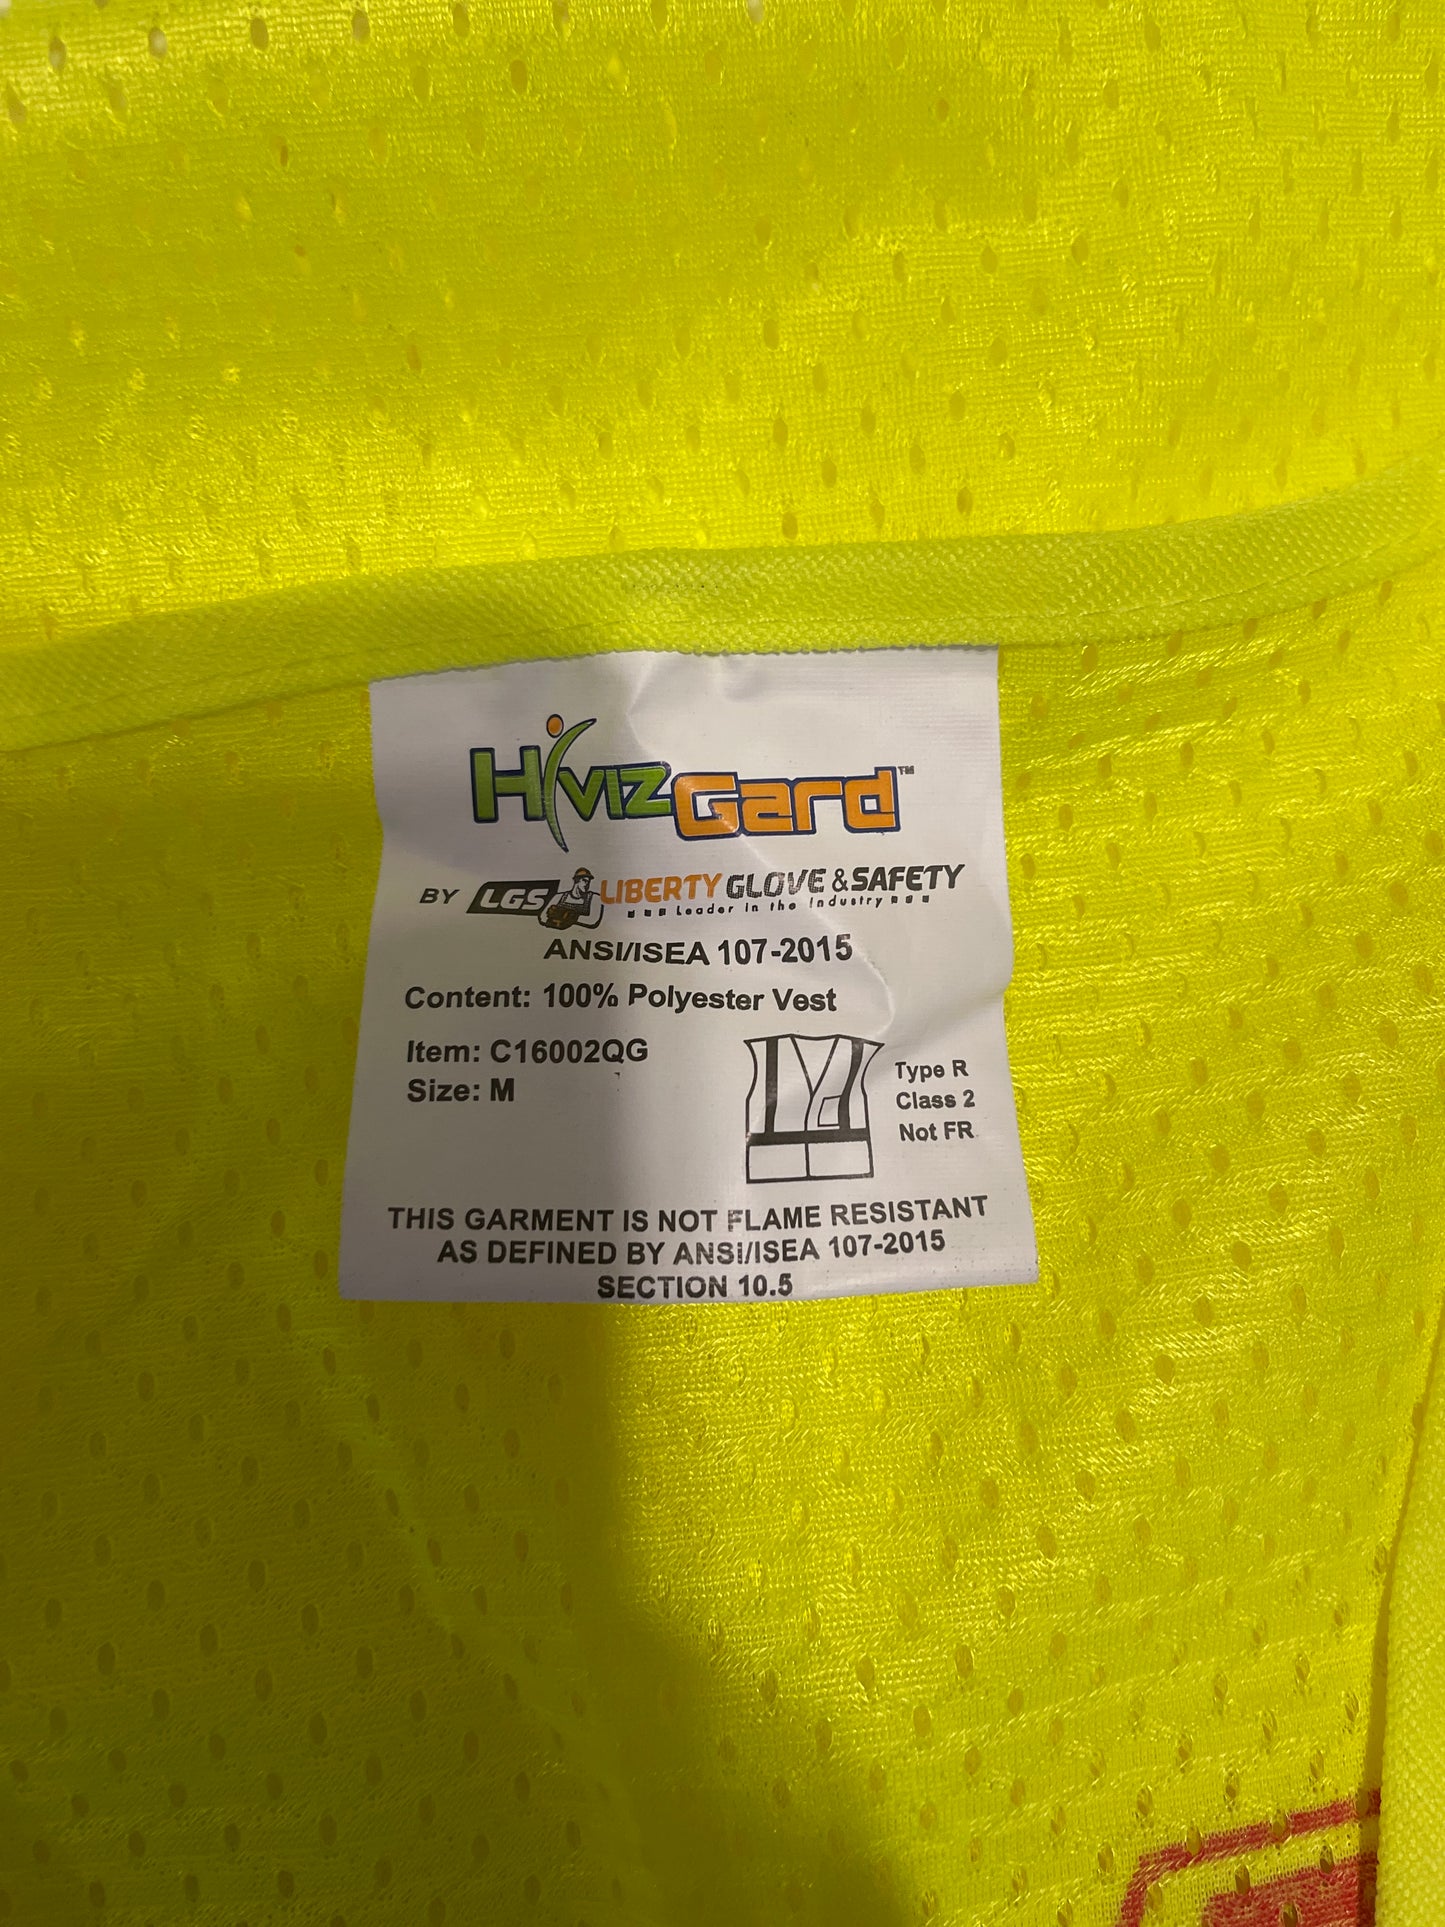 HiVIZGard™
BY LGS LIBERTY GLOVE & SAFETY
Leader in the Industry
ANSI/ISEA 107-2015
Content: 100% Polyester Vest
Item: C16002QG
Size: M
Type R
Class 2
Not FR
THIS GARMENT IS NOT FLAME RESISTANT
AS DEFINED BY ANSI/ISEA 107-2015
SECTION 10.5